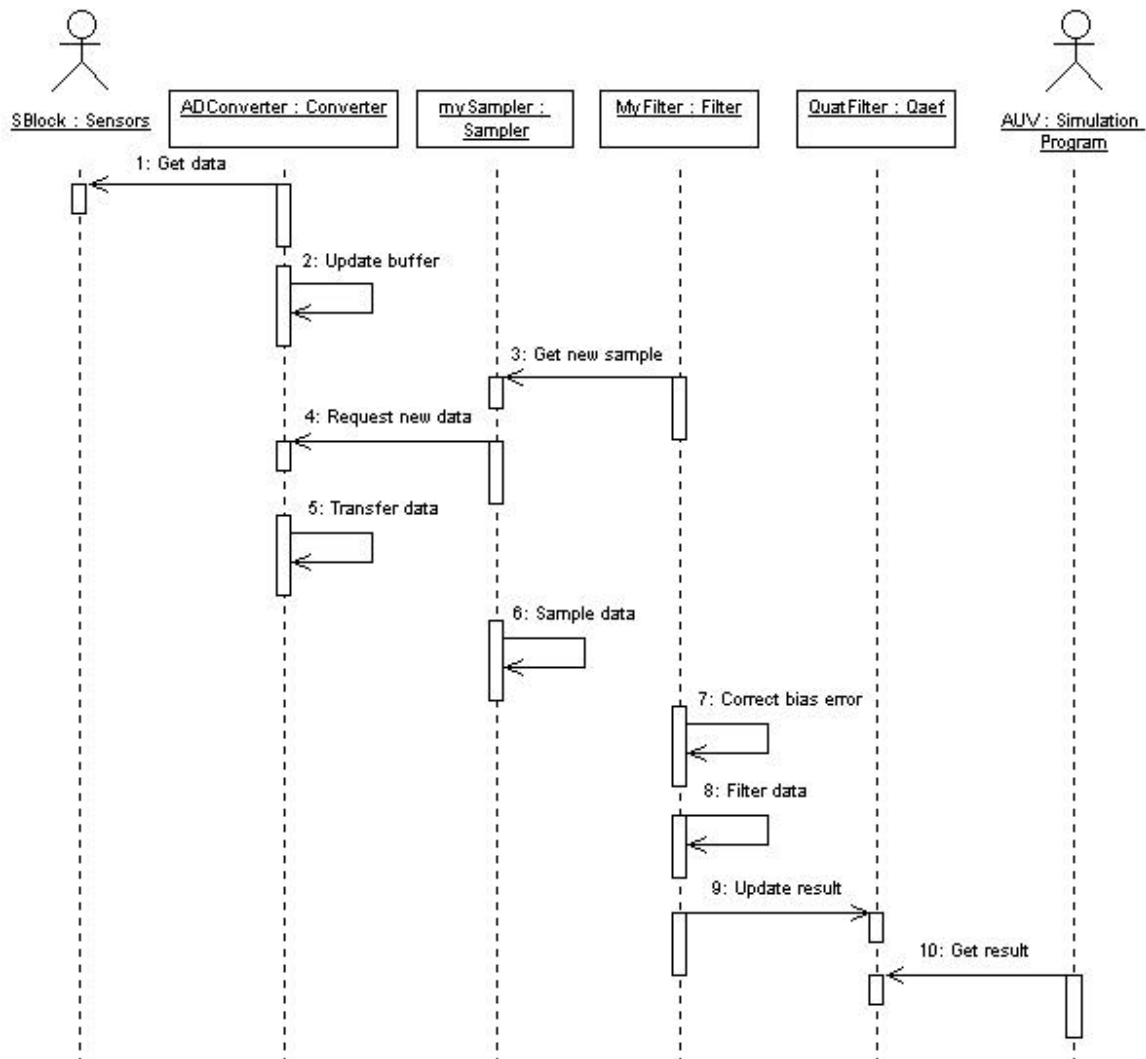 SBlock : Sensors
ADConverter : Converter
mySampler :
Sampler
MyFilter : Filter
QuatFilter : Qaef
AUV : Simulation
Program
1: Get data
2: Update buffer
3: Get new sample
4: Request new data
5: Transfer data
6: Sample data
7: Correct bias error
8: Filter data
9: Update result
10: Get result